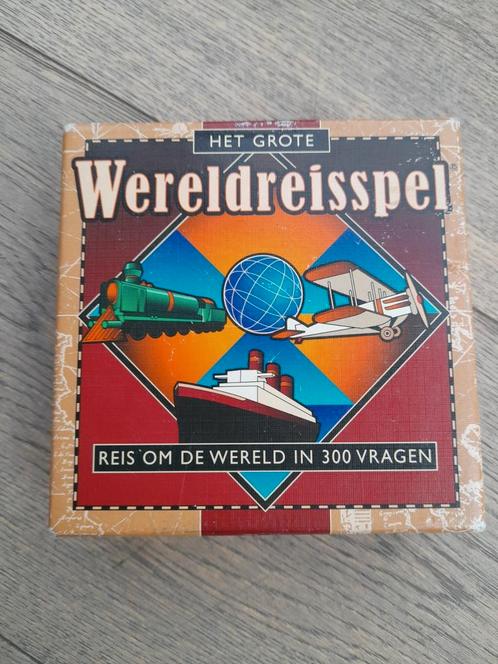 HET GROTE
Wereldreisspel
REIS OM DE WERELD IN 300 VRAGEN